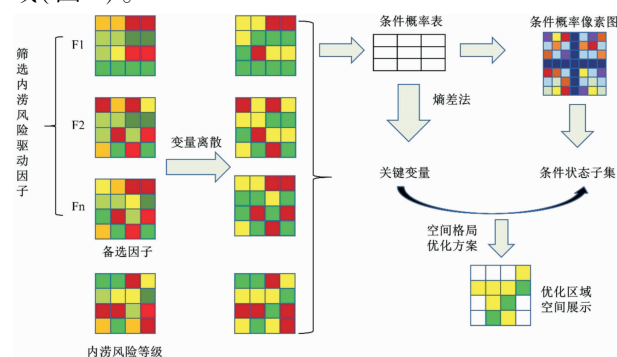 筛选内涝风险驱动因子
F1
F2
Fn
备选因子
内涝风险等级
变量离散
条件概率表
条件概率像素图
熵差法
关键变量
条件状态子集
空间格局
优化方案
优化区域
空间展示